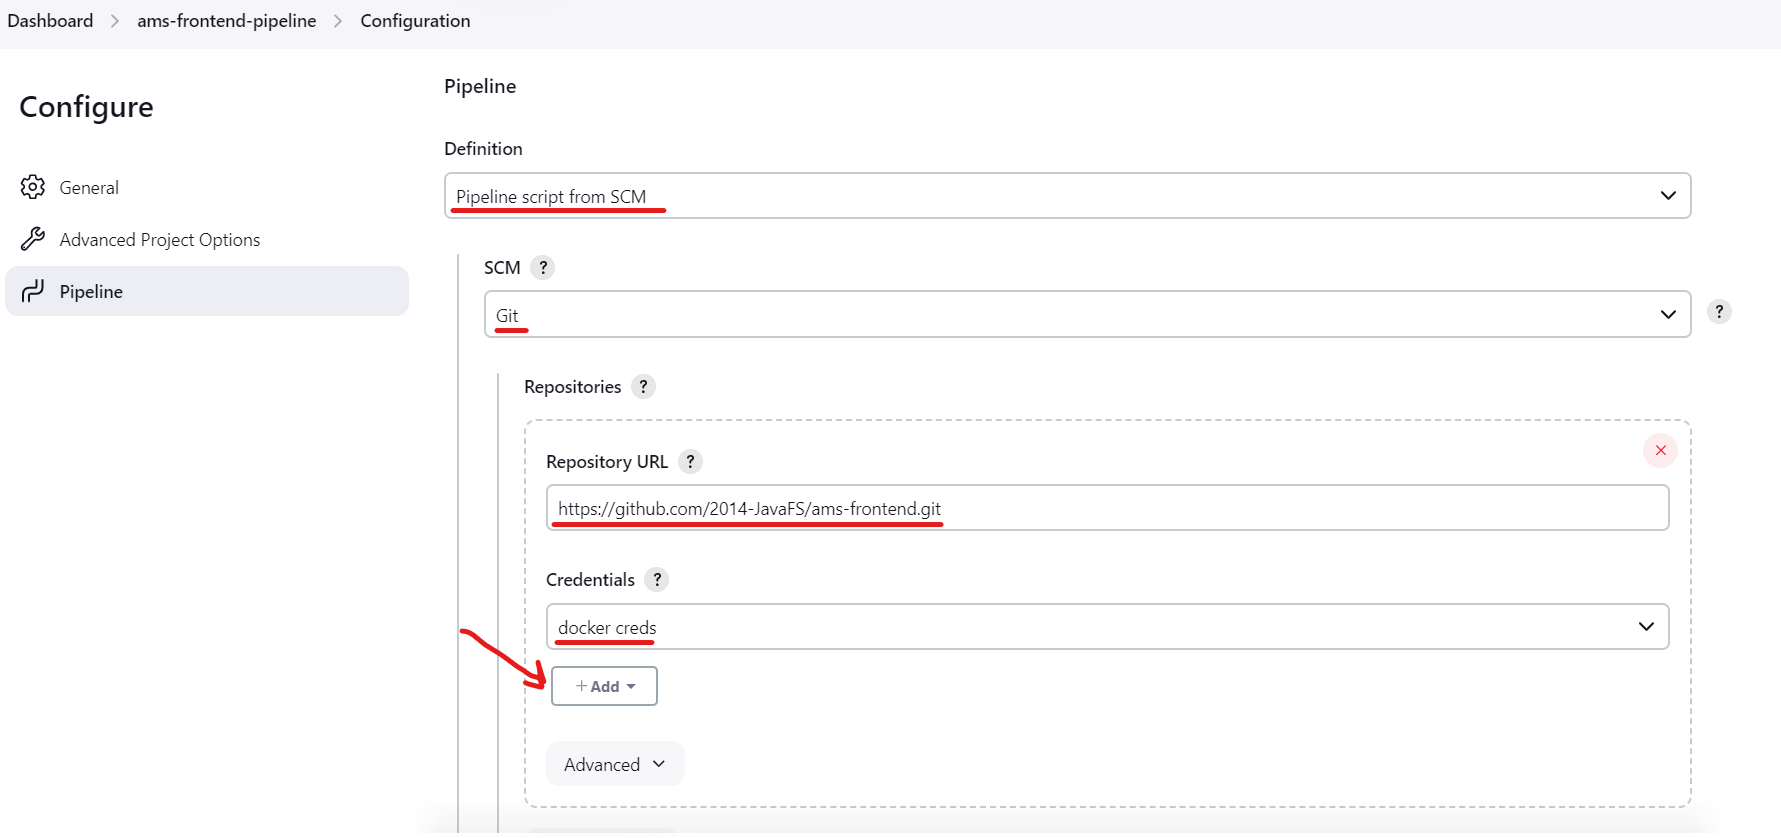 Dashboard > ams-frontend-pipeline > Configuration
Configure
General
Advanced Project Options
Pipeline
Pipeline
Definition
Pipeline script from SCM
SCM ?
Git
?
Repositories ?
Repository URL ?
https://github.com/2014-JavaFS/ams-frontend.git
Credentials ?
docker creds
+ Add
Advanced